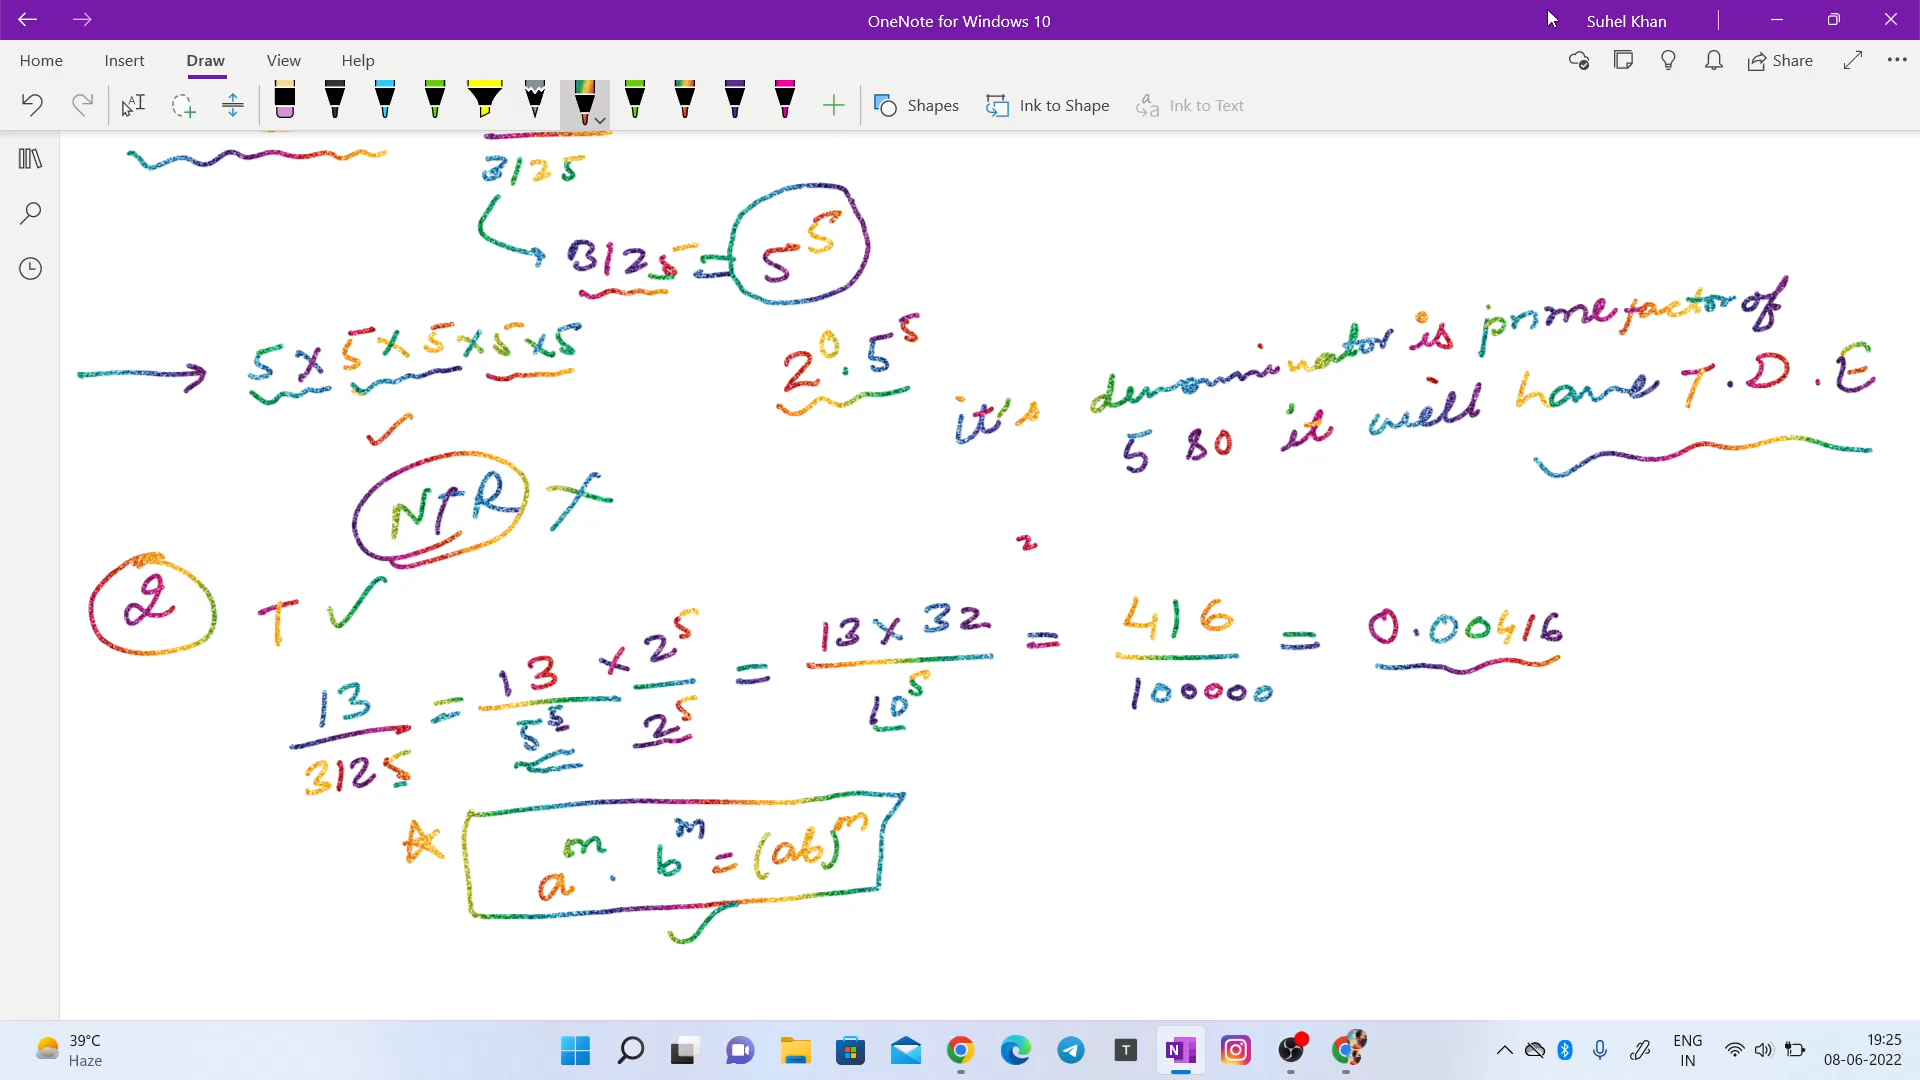 OneNote for Windows 10
Suhel Khan
Home Insert Draw View Help
Share
Shapes Ink to Shape Ink to Text
3125
3125 = 5^5
→ 5 x 5 x 5 x 5 x 5
2^0 . 5^5
it's denominator is prime factor of
5 so it will have T.D.E
NTR X
2
2 T ✓
13/3125 = 13/5^5 x 2^5/2^5 = 13 x 32/10^5 = 416/100000 = 0.00416
☆ a^m . b^m = (ab)^m
39°C
Haze
ENG
IN
19:25
08-06-2022